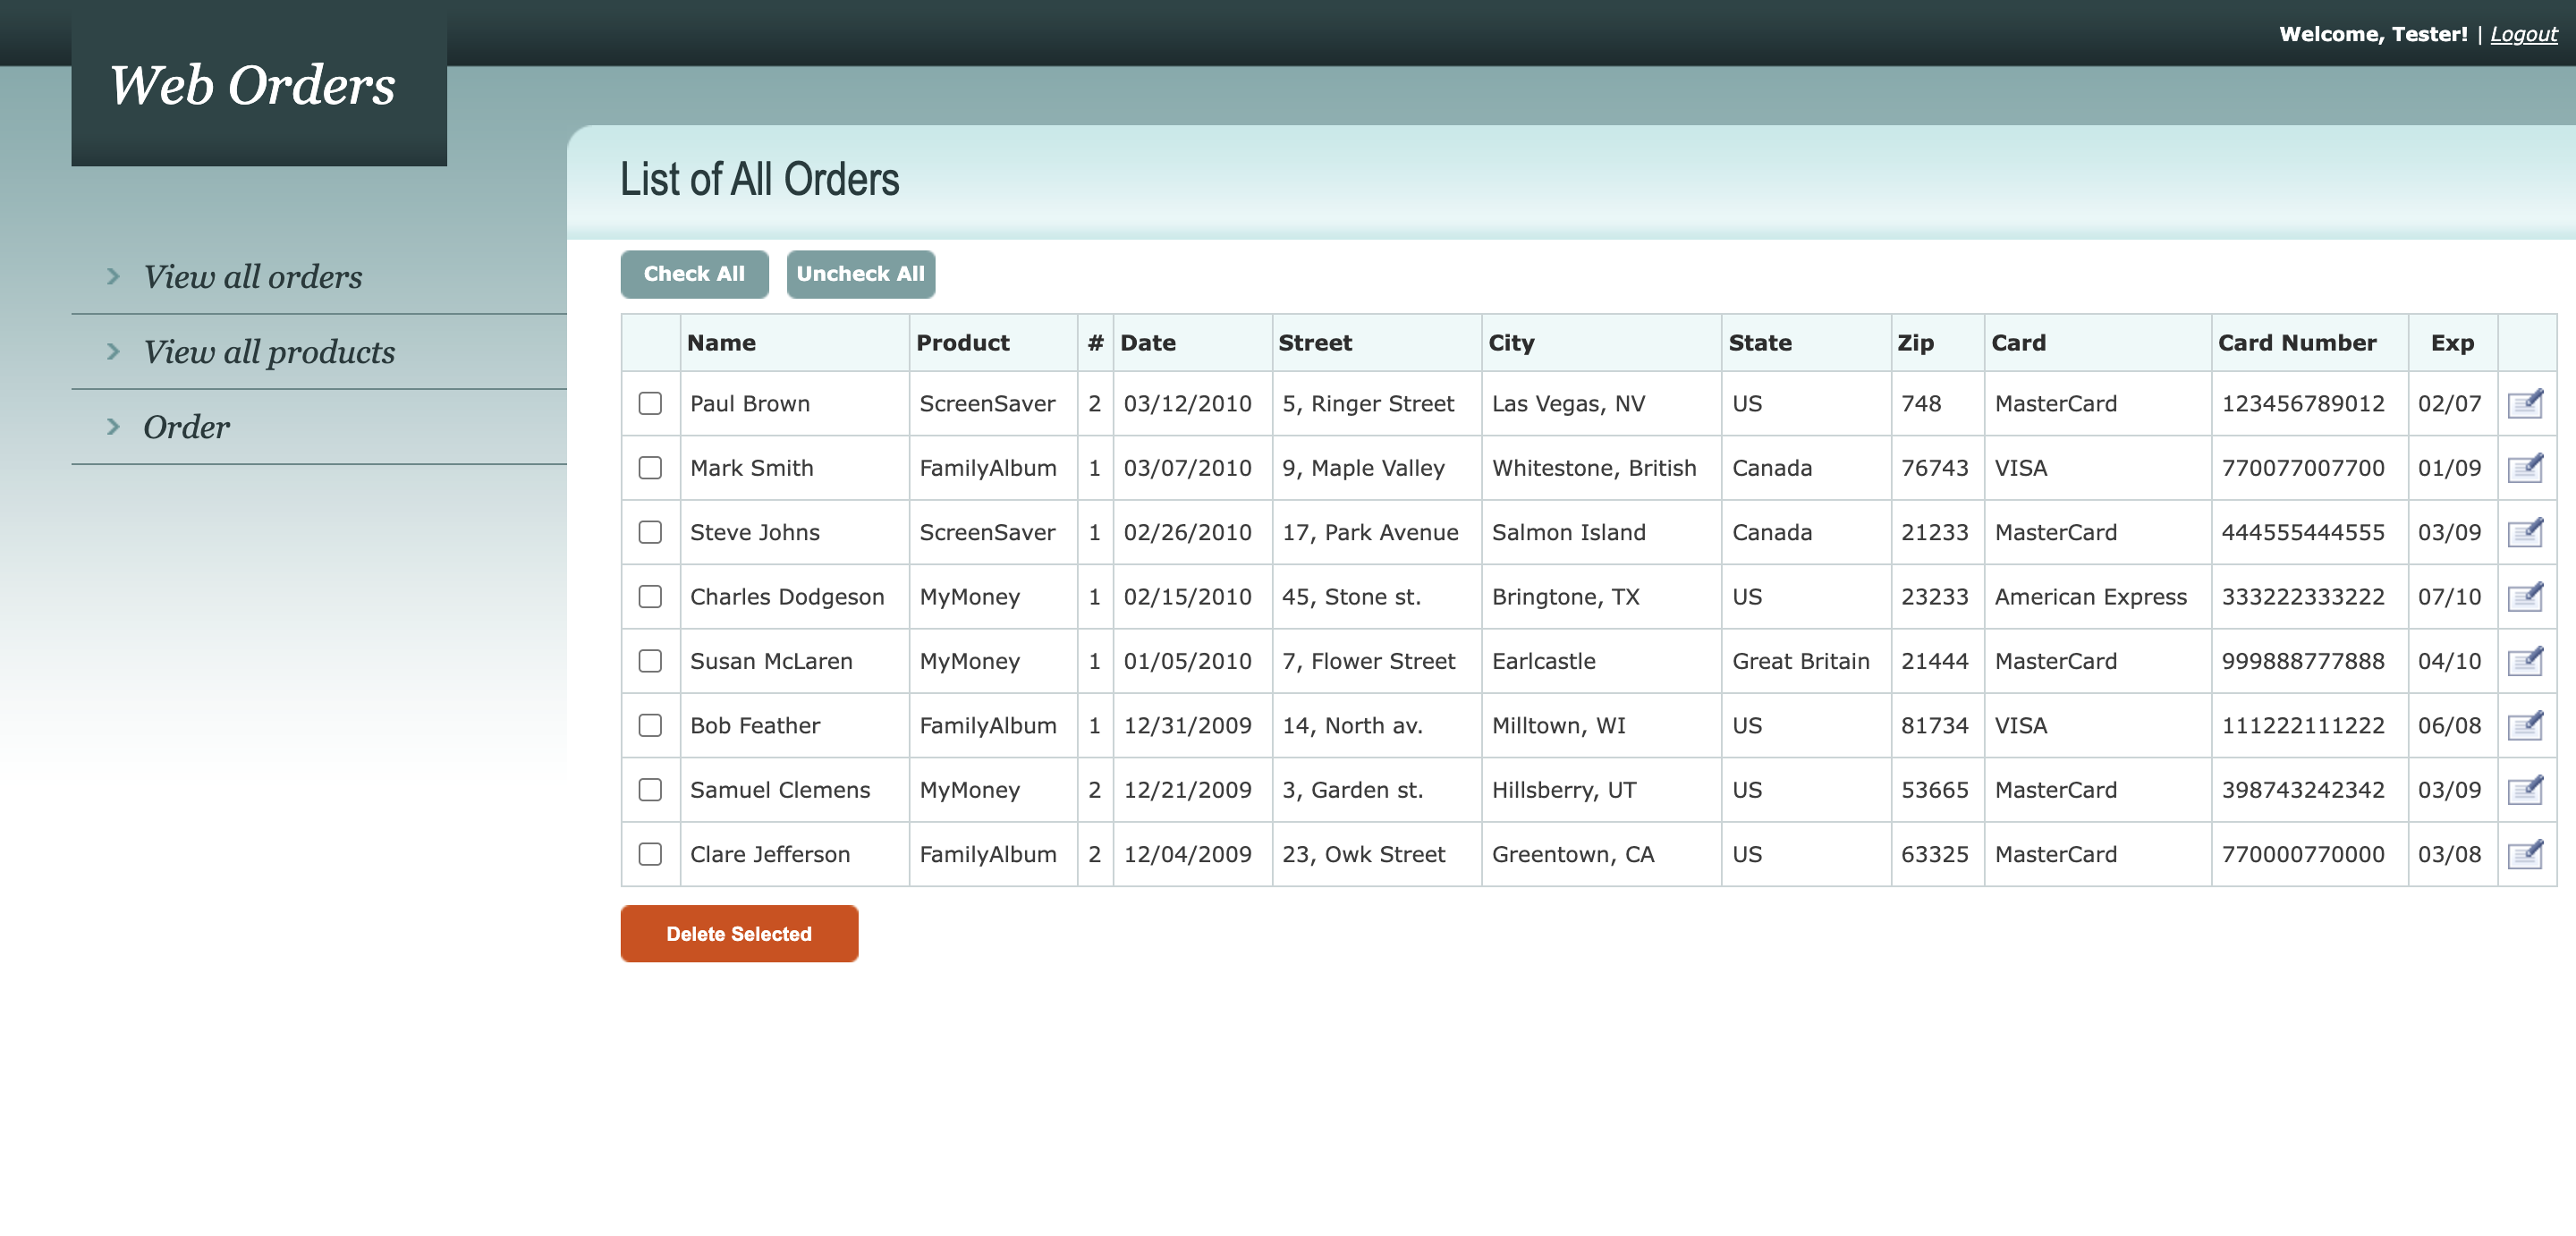 Welcome, Tester! | Logout
Web Orders
List of All Orders
View all orders
View all products
Order
Check All Uncheck All
Name Product # Date Street City State Zip Card Card Number Exp
Paul Brown ScreenSaver 2 03/12/2010 5, Ringer Street Las Vegas, NV US 748 MasterCard 123456789012 02/07
Mark Smith FamilyAlbum 1 03/07/2010 9, Maple Valley Whitestone, British Canada 76743 VISA 770077007700 01/09
Steve Johns ScreenSaver 1 02/26/2010 17, Park Avenue Salmon Island Canada 21233 MasterCard 444555444555 03/09
Charles Dodgeson MyMoney 1 02/15/2010 45, Stone st. Bringtone, TX US 23233 American Express 333222333222 07/10
Susan McLaren MyMoney 1 01/05/2010 7, Flower Street Earlcastle Great Britain 21444 MasterCard 999888777888 04/10
Bob Feather FamilyAlbum 1 12/31/2009 14, North av. Milltown, WI US 81734 VISA 111222111222 06/08
Samuel Clemens MyMoney 2 12/21/2009 3, Garden st. Hillsberry, UT US 53665 MasterCard 398743242342 03/09
Clare Jefferson FamilyAlbum 2 12/04/2009 23, Owk Street Greentown, CA US 63325 MasterCard 770000770000 03/08
Delete Selected